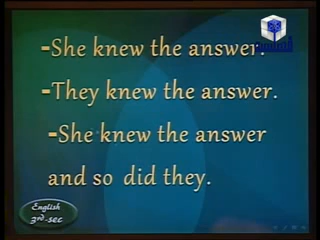 -She knew the answer.
-They knew the answer.
-She knew the answer
and so did they.
English
3rd-sec